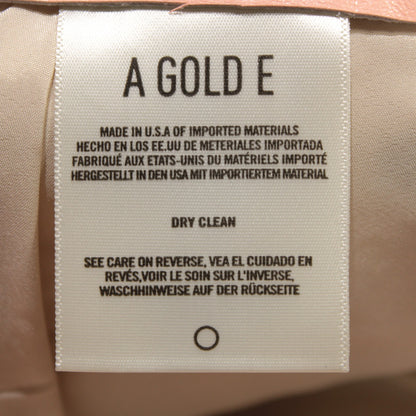 A GOLD E
MADE IN U.S.A OF IMPORTED MATERIALS
HECHO EN LOS EE.UU DE METERIALES IMPORTADA
FABRIQUÉ AUX ETATS-UNIS DU MATÉRIELS IMPORTÉ
HERGESTELLT IN DEN USA MIT IMPORTIERTEM MATERIAL
DRY CLEAN
SEE CARE ON REVERSE, VEA EL CUIDADO EN
REVÉS,VOIR LE SOIN SUR L'INVERSE,
WASCHHINWEISE AUF DER RÜCKSEITE